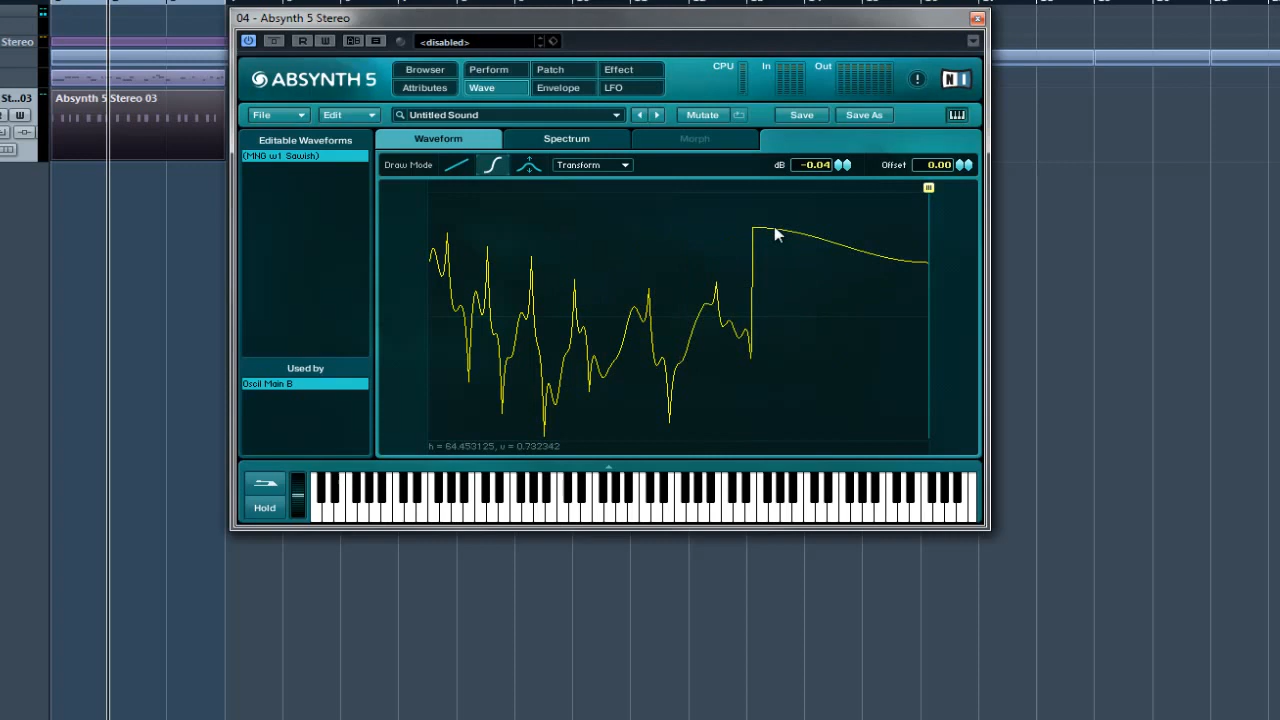 04 - Absynth 5 Stereo
Stereo
R W <disabled>
ABSYNTH 5
Browser Perform Patch Effect
Attributes Wave Envelope LFO
CPU In Out
File Edit Untitled Sound Mutate Save Save As
St...03 Absynth 5 Stereo 03
W
Editable Waveforms
(MNG w1 Sawish)
Waveform Spectrum Morph
Draw Mode Transform dB -0.04 Offset 0.00
Used by
Oscil Main B
h = 64.453125, v = 0.732342
Hold